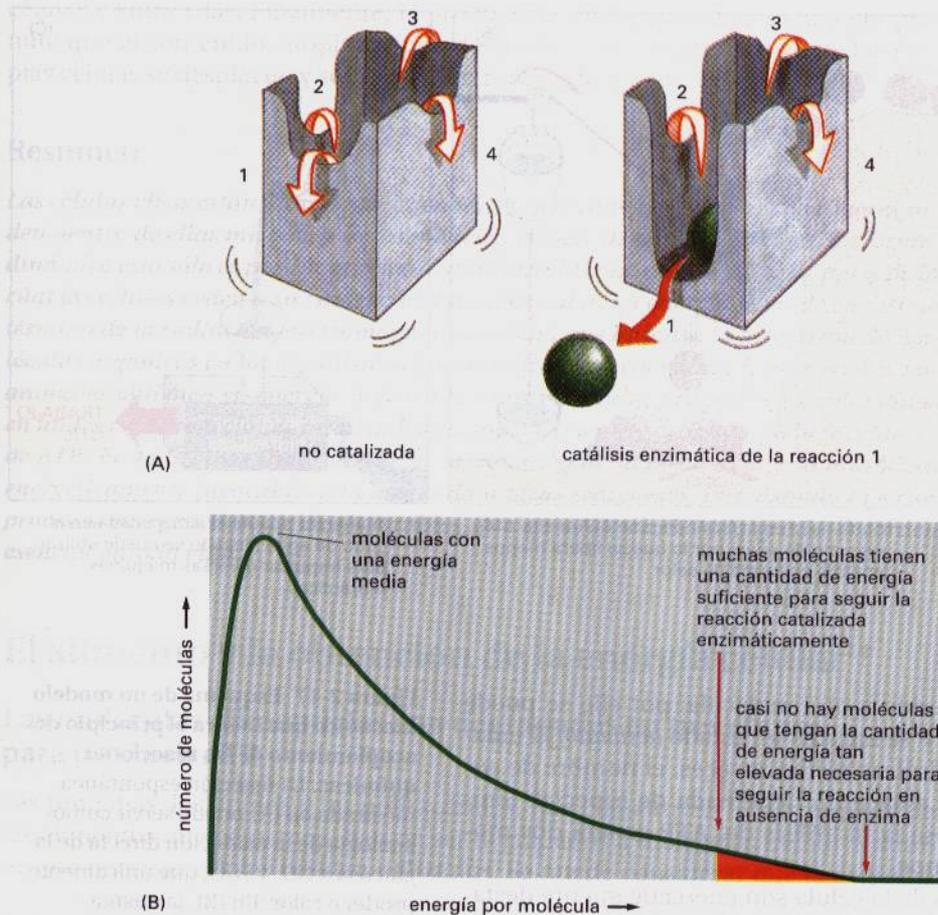 3
2
1
4
3
2
4
1
no catalizada
catálisis enzimática de la reacción 1
(A)
moléculas con
una energía
media
muchas moléculas tienen
una cantidad de energía
suficiente para seguir la
reacción catalizada
enzimáticamente
casi no hay moléculas
que tengan la cantidad
de energía tan
elevada necesaria para
seguir la reacción en
ausencia de enzima
número de moléculas →
(B)
energía por molécula →